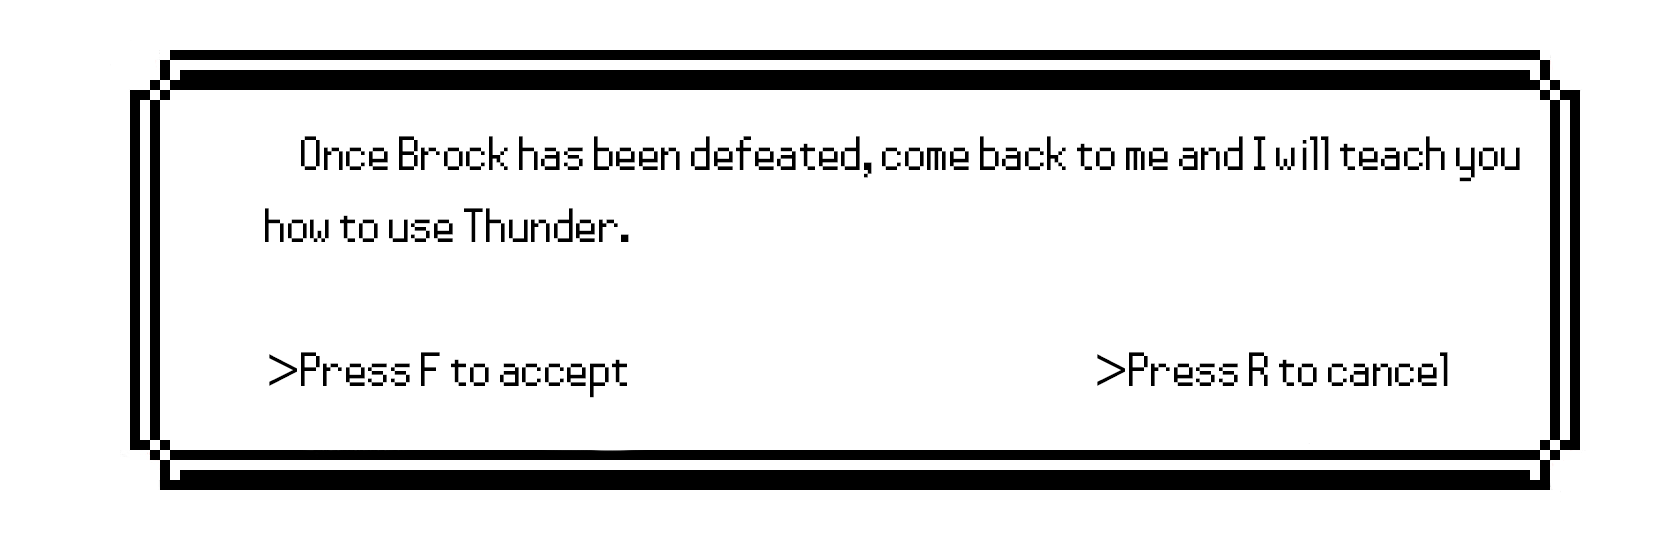 Once Brock has been defeated, come back to me and I will teach you
how to use Thunder.
>Press F to accept
>Press R to cancel